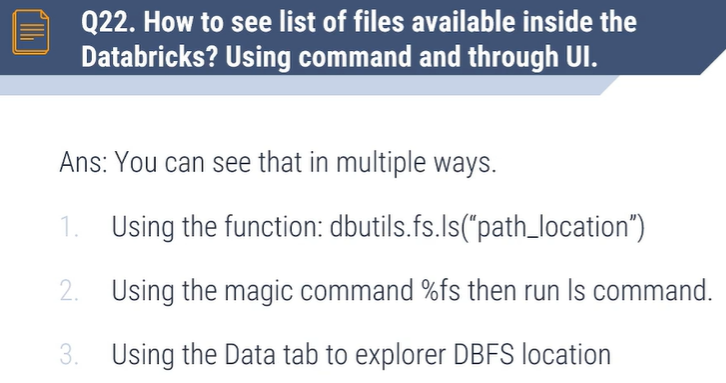 Q22. How to see list of files available inside the
Databricks? Using command and through UI.
Ans: You can see that in multiple ways.
1. Using the function: dbutils.fs.ls(“path_location”)
2. Using the magic command %fs then run ls command.
3. Using the Data tab to explorer DBFS location